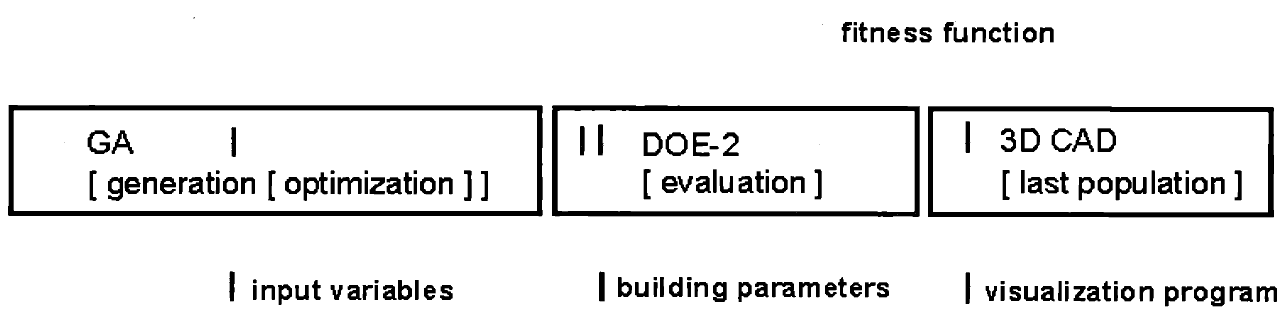 fitness function
GA |
[ generation [ optimization ] ]
|| DOE-2
[ evaluation ]
| 3D CAD
[ last population ]
| input variables
| building parameters
| visualization program